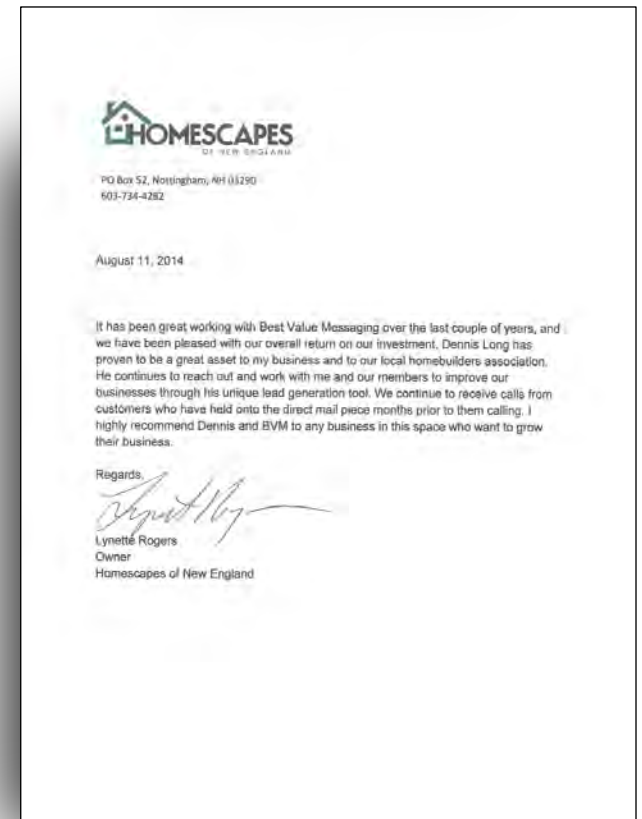 HOMESCAPES
OF NEW ENGLAND
PO Box 52, Nottingham, NH 03290
603-734-4282
August 11, 2014
It has been great working with Best Value Messaging over the last couple of years, and
we have been pleased with our overall return on our investment. Dennis Long has
proven to be a great asset to my business and to our local homebuilders association.
He continues to reach out and work with me and our members to improve our
businesses through his unique lead generation tool. We continue to receive calls from
customers who have held onto the direct mail piece months prior to them calling. I
highly recommend Dennis and BVM to any business in this space who want to grow
their business.
Regards,
Lynette Rogers
Owner
Homescapes of New England